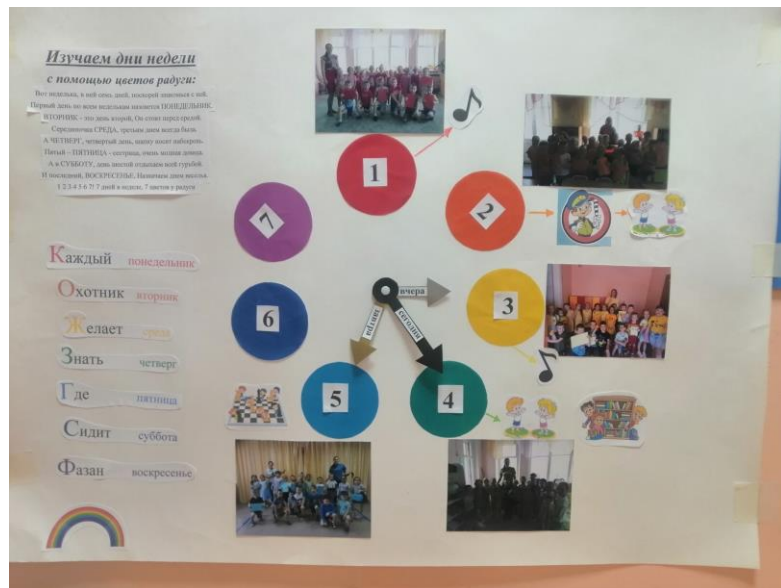 Изучаем дни недели
с помощью цветов радуги:
Вот неделька, в ней семь дней, поскорей знакомься с ней.
Первый день по всем неделькам назовется ПОНЕДЕЛЬНИК.
ВТОРНИК - это день второй, Он стоит перед средой.
Серединочка СРЕДА, третьим днем всегда была.
А ЧЕТВЕРГ, четвертый день, шапку носит набекрень.
Пятый – ПЯТНИЦА - сестрица, очень модная девица.
А в СУББОТУ, день шестой отдыхаем всей гурьбой.
И последний, ВОСКРЕСЕНЬЕ, Назначаем днем веселья.
1 2 3 4 5 6 7! 7 дней в неделе, 7 цветов у радуги
1
2
7
Каждый понедельник
вчера
3
Охотник вторник
6
завтра
сегодня
Желает среда
Знать четверг
5
4
Где пятница
Сидит суббота
Фазан воскресенье